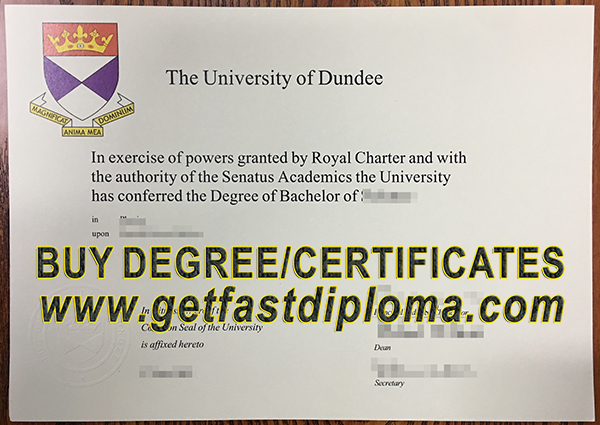 The University of Dundee
MAGNIFICAT
ANIMA MEA
DOMINUM
In exercise of powers granted by Royal Charter and with
the authority of the Senatus Academics the University
has conferred the Degree of Bachelor of
in
upon
BUY DEGREE/CERTIFICATES
www.getfastdiploma.com
Seal of the University
is affixed hereto
Dean
Secretary